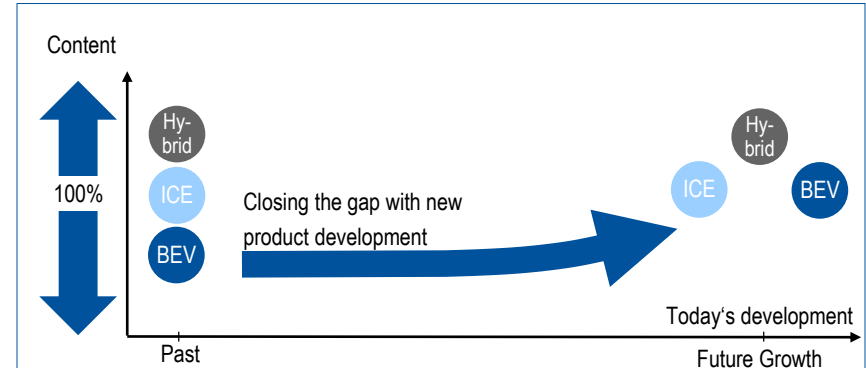 Content
Hy-
brid
Hy-
brid
100%
ICE
Closing the gap with new
product development
ICE
BEV
BEV
Today‘s development
Past
Future Growth